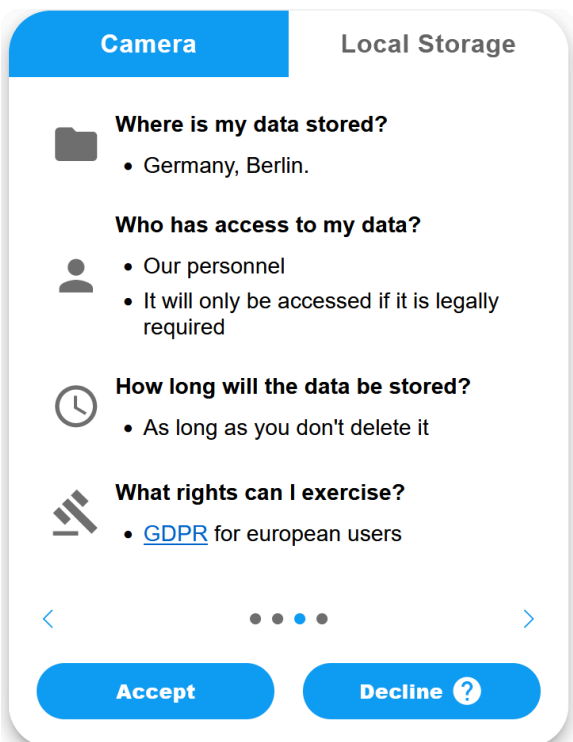 Camera
Local Storage
Where is my data stored?
• Germany, Berlin.
Who has access to my data?
• Our personnel
• It will only be accessed if it is legally
required
How long will the data be stored?
• As long as you don't delete it
What rights can I exercise?
• GDPR for european users
Accept
Decline ?